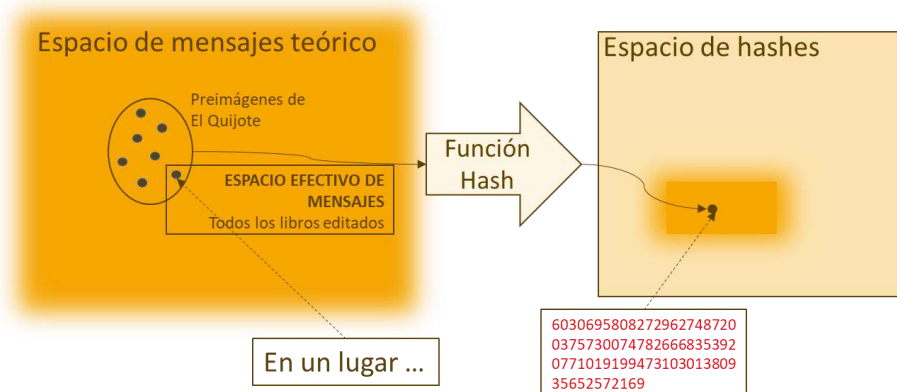 Espacio de mensajes teórico
Preimágenes de
El Quijote
ESPACIO EFECTIVO DE
MENSAJES
Todos los libros editados
En un lugar ...
Función
Hash
Espacio de hashes
6030695808272962748720
0375730074782666835392
0771019199473103013809
35652572169